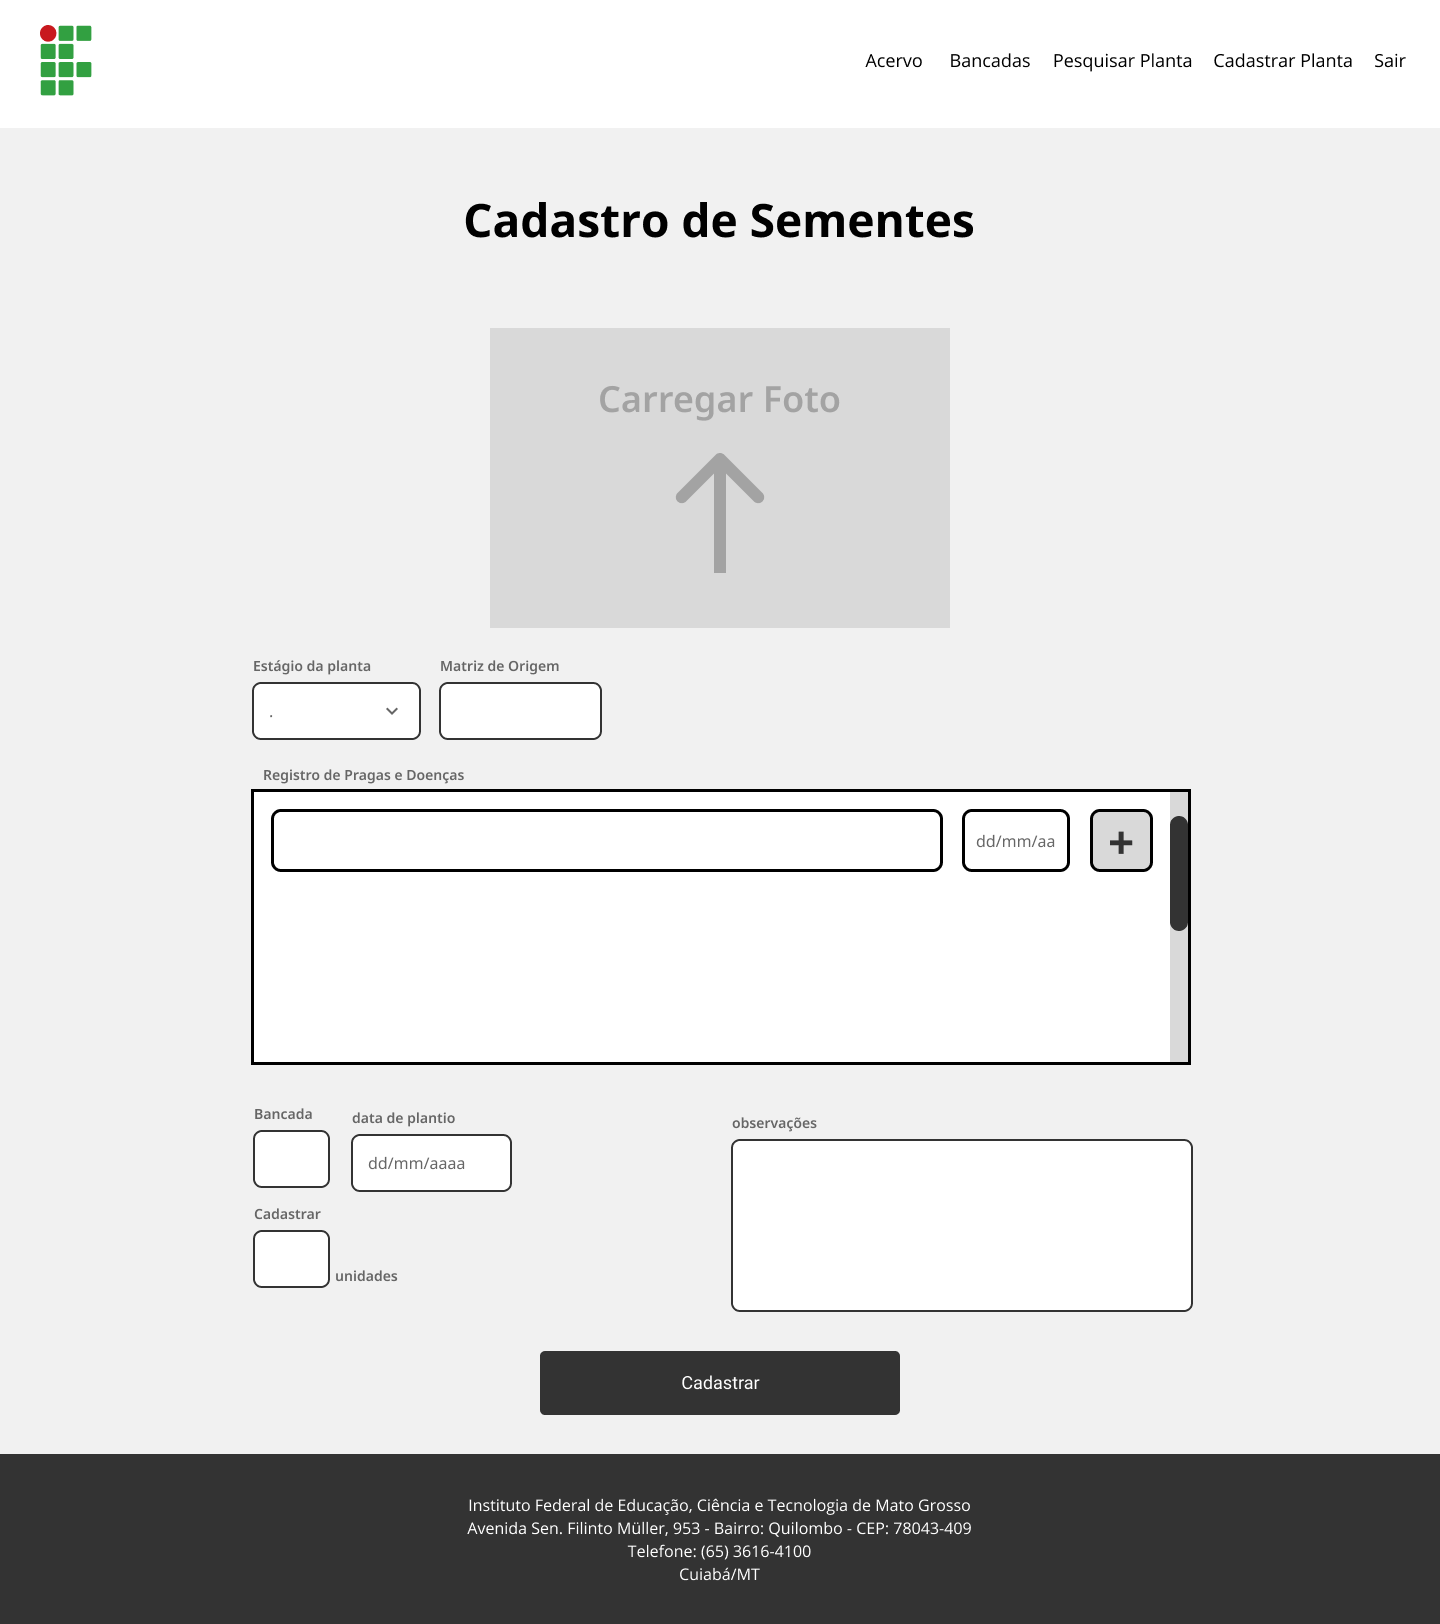 Acervo Bancadas Pesquisar Planta Cadastrar Planta Sair
Cadastro de Sementes
Carregar Foto
Estágio da planta Matriz de Origem
.
Registro de Pragas e Doenças
dd/mm/aa +
Bancada data de plantio observações
dd/mm/aaaa
Cadastrar
unidades
Cadastrar
Instituto Federal de Educação, Ciência e Tecnologia de Mato Grosso
Avenida Sen. Filinto Müller, 953 - Bairro: Quilombo - CEP: 78043-409
Telefone: (65) 3616-4100
Cuiabá/MT